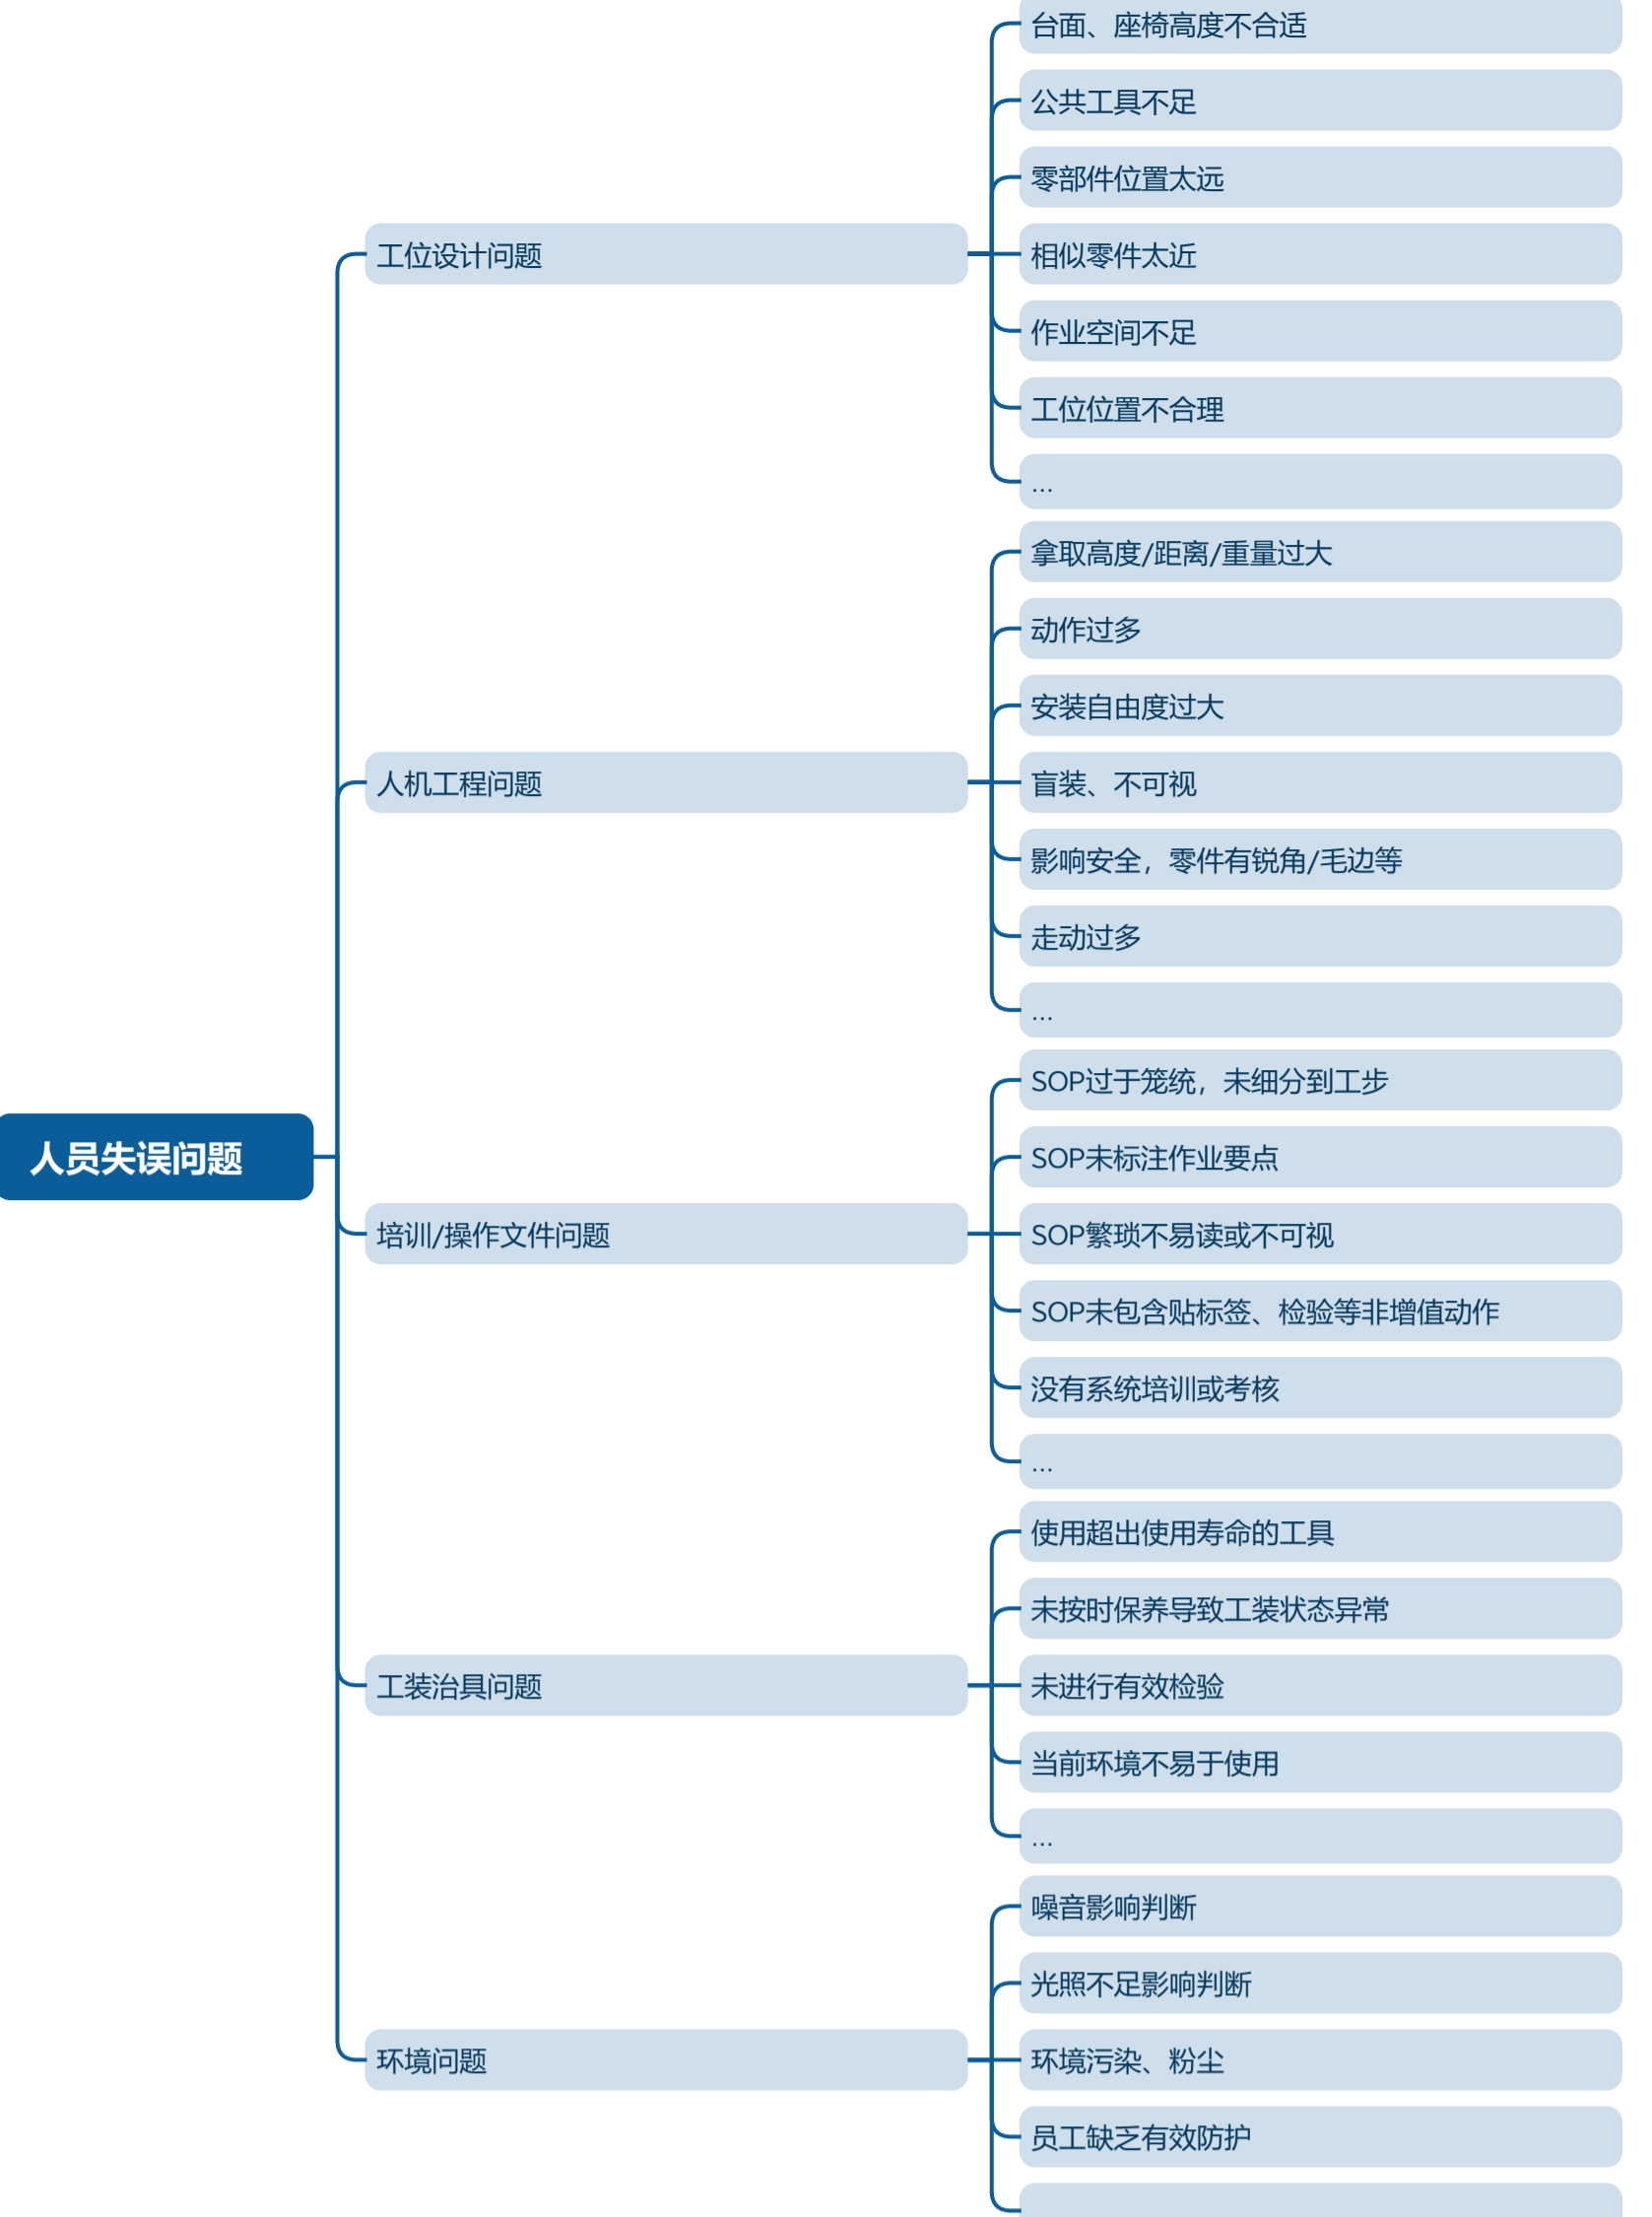 人员失误问题
工位设计问题
台面、座椅高度不合适
公共工具不足
零部件位置太远
相似零件太近
作业空间不足
工位位置不合理
...
人机工程问题
拿取高度/距离/重量过大
动作过多
安装自由度过大
盲装、不可视
影响安全，零件有锐角/毛边等
走动过多
...
培训/操作文件问题
SOP过于笼统，未细分到工步
SOP未标注作业要点
SOP繁琐不易读或不可视
SOP未包含贴标签、检验等非增值动作
没有系统培训或考核
...
工装治具问题
使用超出使用寿命的工具
未按时保养导致工装状态异常
未进行有效检验
当前环境不易于使用
...
环境问题
噪音影响判断
光照不足影响判断
环境污染、粉尘
员工缺乏有效防护